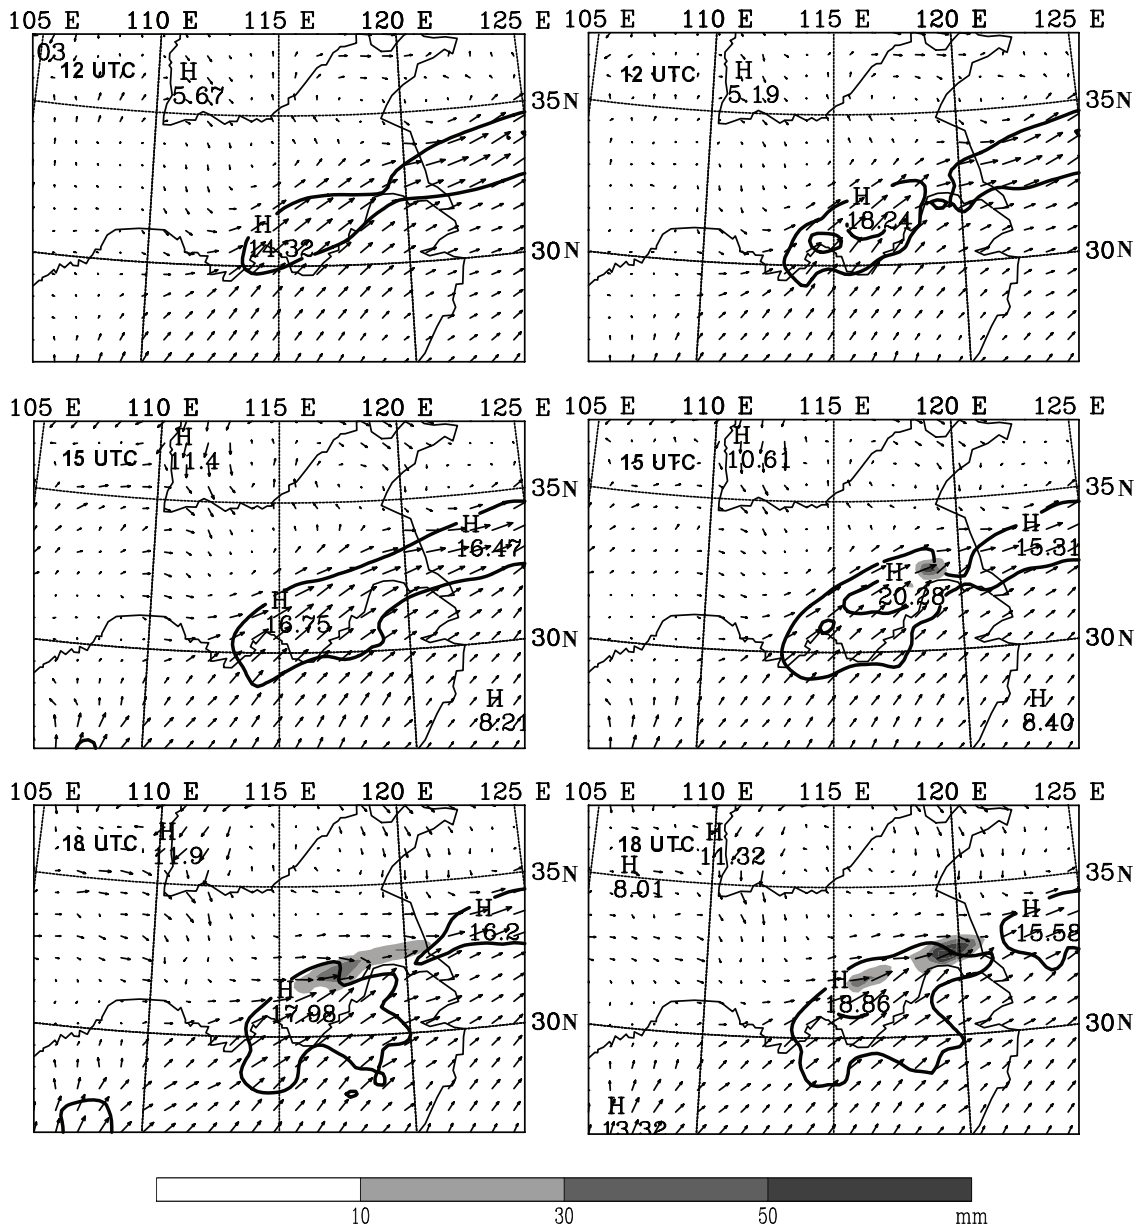 105 E 110 E 115 E 120 E 125 E
105 E 110 E 115 E 120 E 125 E
03
12 UTC
H
5.67
35N
H
14.32
30N
12 UTC
H
5.19
35N
H
18.24
30N
105 E 110 E 115 E 120 E 125 E
105 E 110 E 115 E 120 E 125 E
15 UTC
H
11.4
35N
H
16.47
H
16.75
30N
H
8.21
15 UTC
H
10.61
35N
H
15.31
H
20.28
30N
H
8.40
105 E 110 E 115 E 120 E 125 E
105 E 110 E 115 E 120 E 125 E
18 UTC
H
11.9
35N
H
16.2
H
17.98
30N
18 UTC
H
11.32
H
8.01
35N
H
15.58
H
18.86
30N
H
13.32
10 30 50 mm